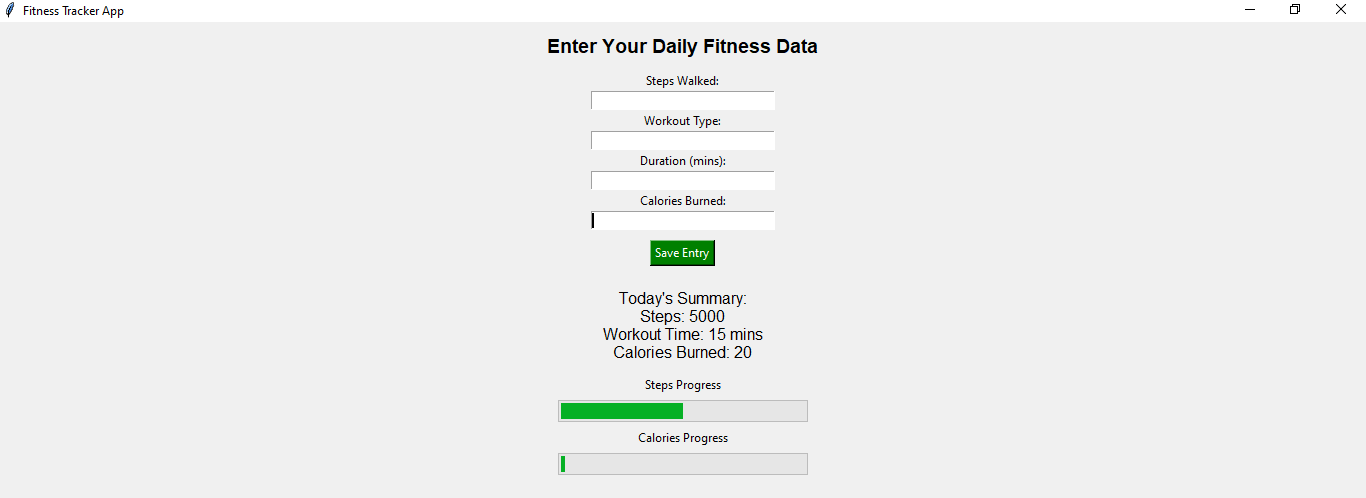 Fitness Tracker App
Enter Your Daily Fitness Data
Steps Walked:
Workout Type:
Duration (mins):
Calories Burned:
Save Entry
Today's Summary:
Steps: 5000
Workout Time: 15 mins
Calories Burned: 20
Steps Progress
Calories Progress